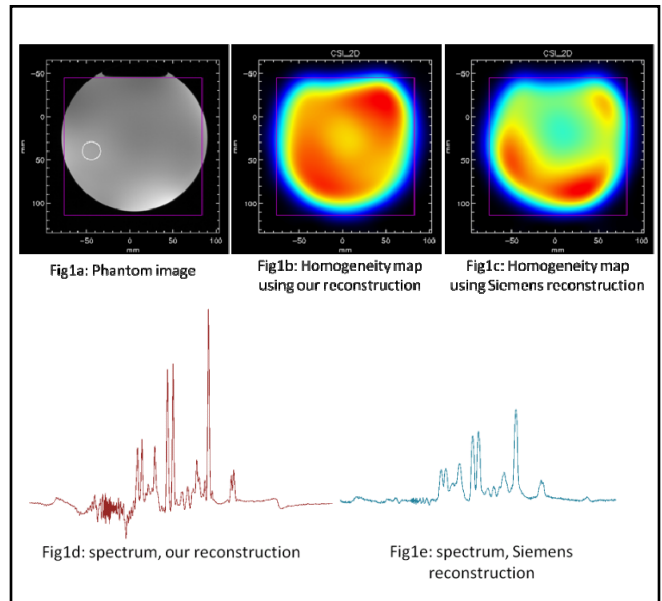 CSI_2D
CSI_2D
-50
0
50
100
mm
-50 0 50 100
mm
-50
0
50
100
mm
-50 0 50 100
mm
-50
0
50
100
mm
-50 0 50 100
mm
Fig1a: Phantom image
Fig1b: Homogeneity map
using our reconstruction
Fig1c: Homogeneity map
using Siemens reconstruction
Fig1d: spectrum, our reconstruction
Fig1e: spectrum, Siemens
reconstruction